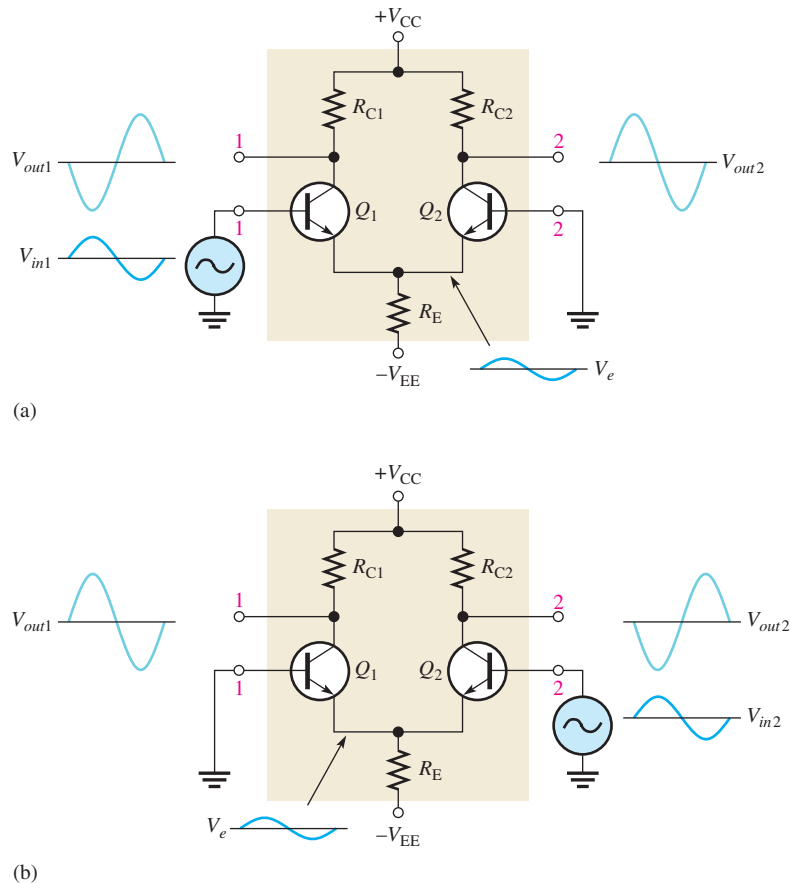 +VCC
RC1
RC2
1
2
Vout1
Vout2
Q1
Q2
1
2
Vin1
RE
−VEE
Ve
(a)
+VCC
RC1
RC2
1
2
Vout1
Vout2
Q1
Q2
1
2
Vin2
RE
Ve
−VEE
(b)